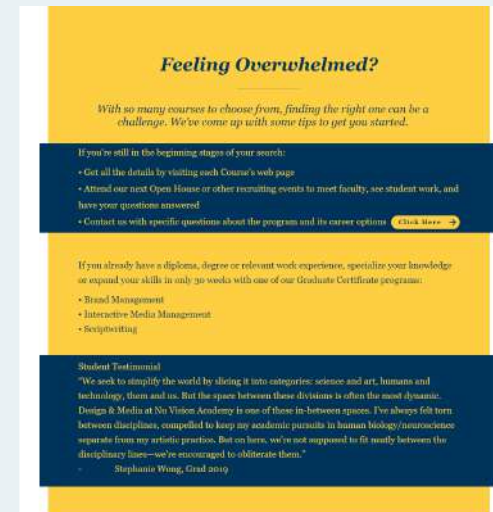 Feeling Overwhelmed?
With so many courses to choose from, finding the right one can be a
challenge. We've come up with some tips to get you started.
If you're still in the beginning stages of your search:
• Get all the details by visiting each Course's web page
• Attend our next Open House or other recruiting events to meet faculty, see student work, and
have your questions answered
• Contact us with specific questions about the program and its career options Click Here →
If you already have a diploma, degree or relevant work experience, specialize your knowledge
or expand your skills in only 30 weeks with one of our Graduate Certificate programs:
• Brand Management
• Interactive Media Management
• Scriptwriting
Student Testimonial
"We seek to simplify the world by slicing it into categories: science and art, humans and
technology, them and us. But the space between these divisions is often the most dynamic.
Design & Media at Nu Vision Academy is one of these in-between spaces. I've always felt torn
between disciplines, compelled to keep my academic pursuits in human biology/neuroscience
separate from my artistic practice. But on here, we're not supposed to fit neatly between the
disciplinary lines—we're encouraged to obliterate them."
- Stephanie Wong, Grad 2019